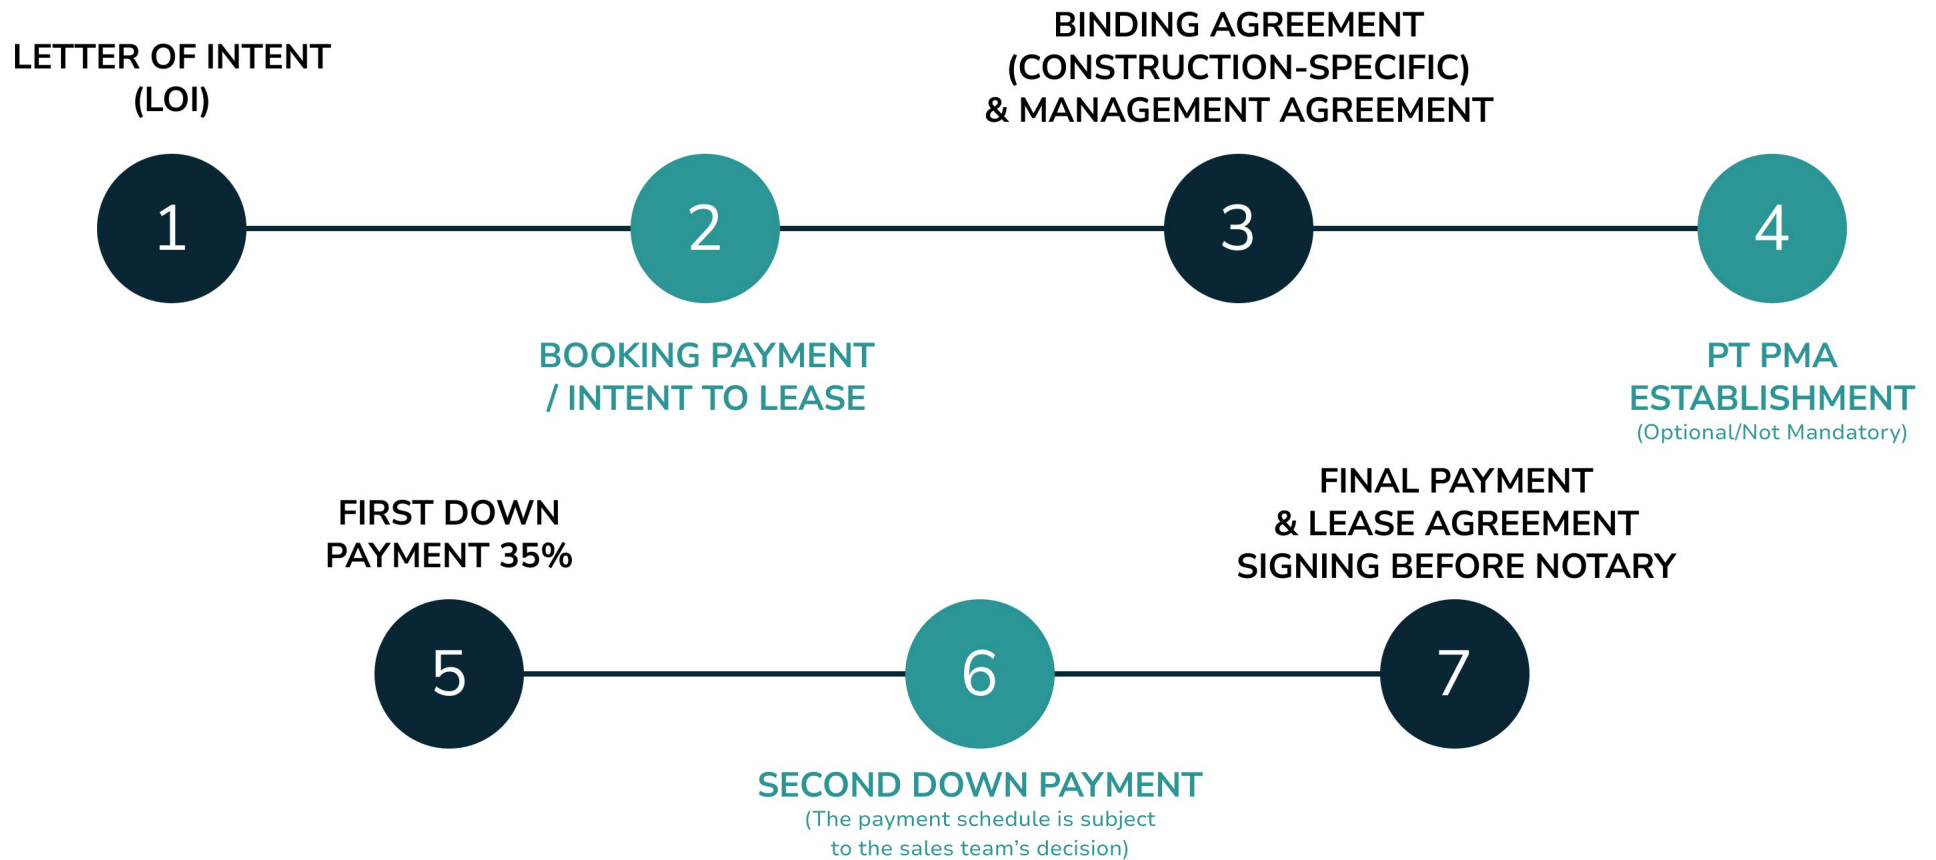 LETTER OF INTENT
(LOI)
1
2
BOOKING PAYMENT
/ INTENT TO LEASE
BINDING AGREEMENT
(CONSTRUCTION-SPECIFIC)
& MANAGEMENT AGREEMENT
3
4
PT PMA
ESTABLISHMENT
(Optional/Not Mandatory)
FIRST DOWN
PAYMENT 35%
5
6
SECOND DOWN PAYMENT
(The payment schedule is subject
to the sales team’s decision)
FINAL PAYMENT
& LEASE AGREEMENT
SIGNING BEFORE NOTARY
7